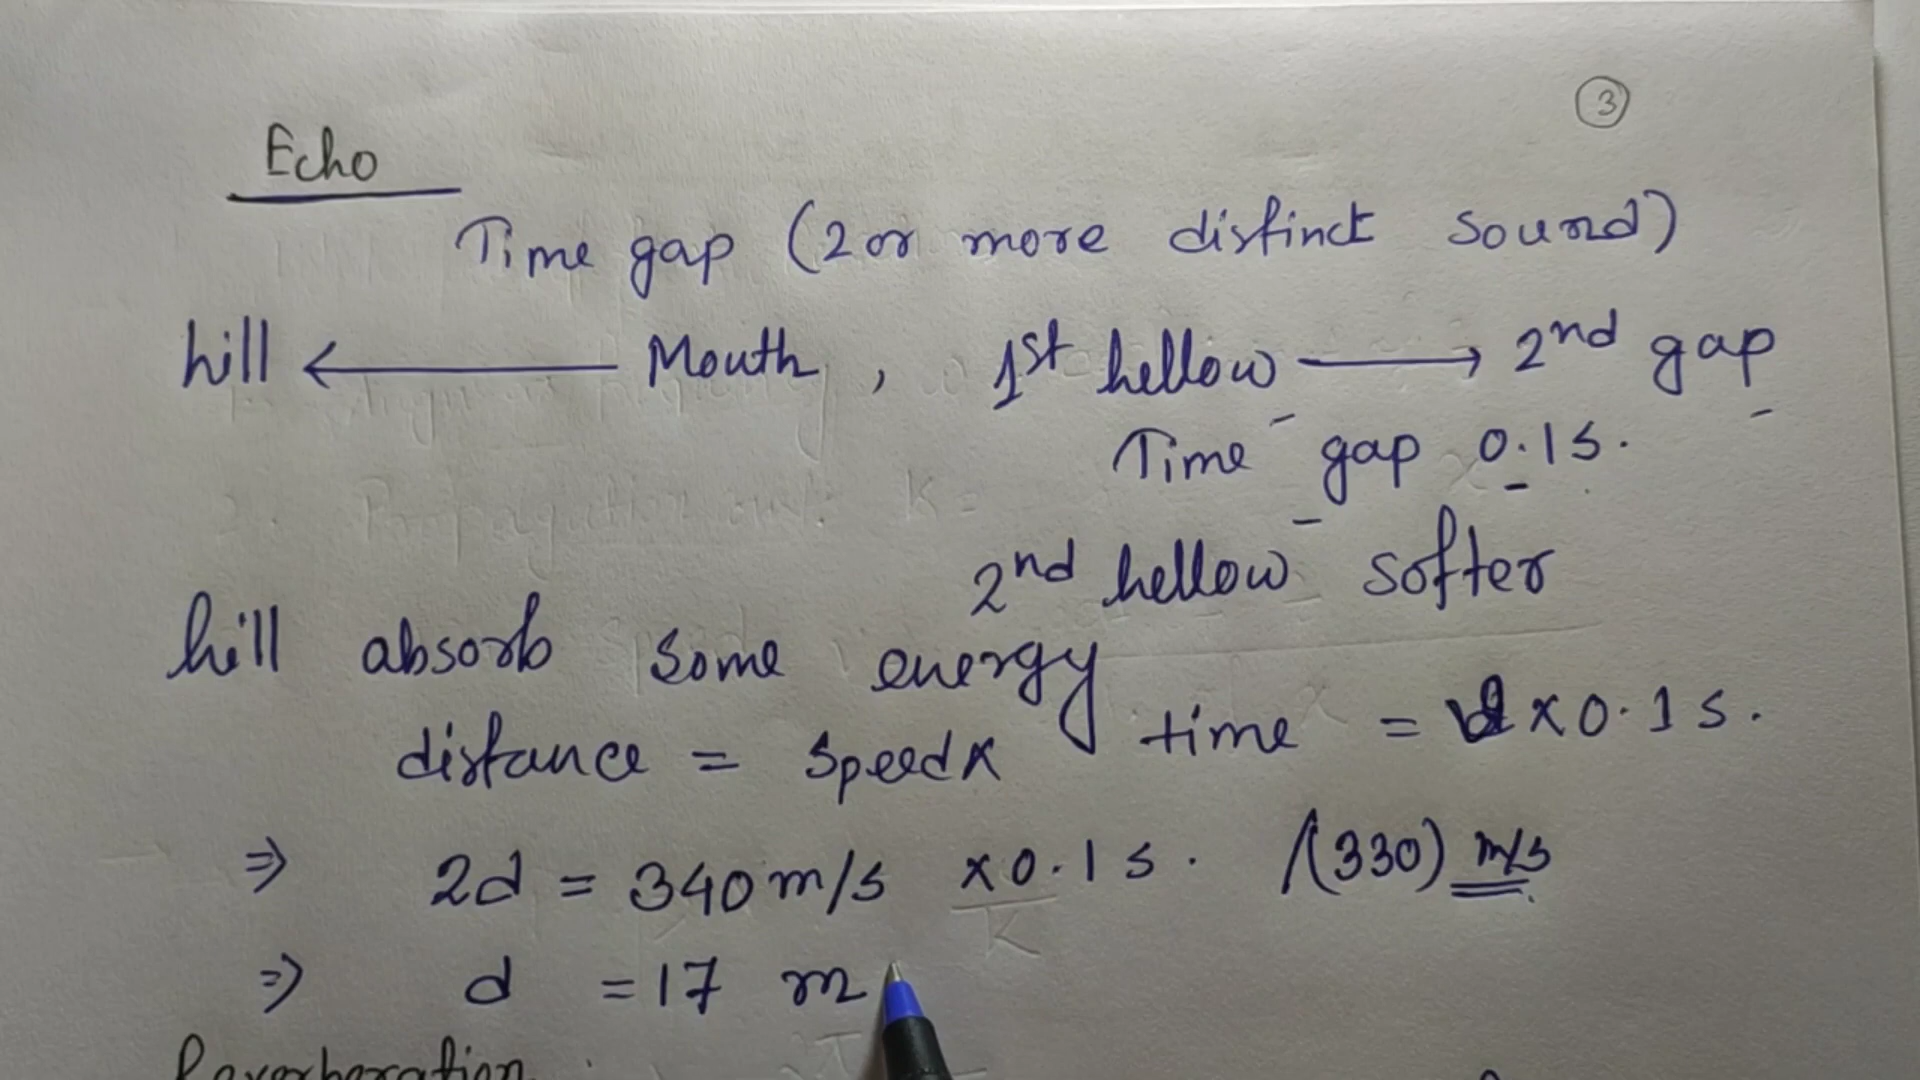 3
Echo
Time gap (2 or more distinct sound)
hill ← Mouth, 1st hellow → 2nd gap
Time gap 0.1s.
2nd hellow softer
hill absorb some energy
distance = speed x time = x 0.1 s.
⇒ 2d = 340 m/s x 0.1 s. /(330) m/s
⇒ d = 17 m
Reverberation